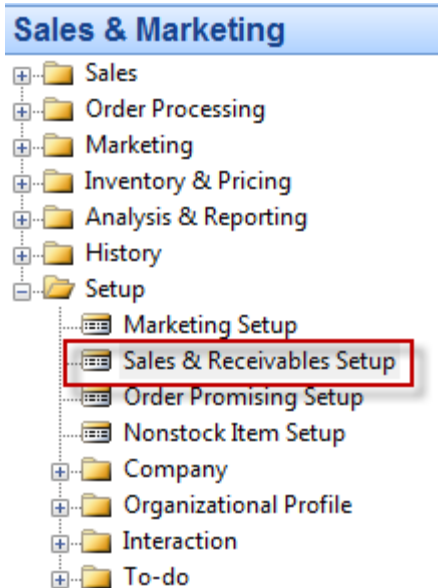 Sales & Marketing
Sales
Order Processing
Marketing
Inventory & Pricing
Analysis & Reporting
History
Setup
Marketing Setup
Sales & Receivables Setup
Order Promising Setup
Nonstock Item Setup
Company
Organizational Profile
Interaction
To-do